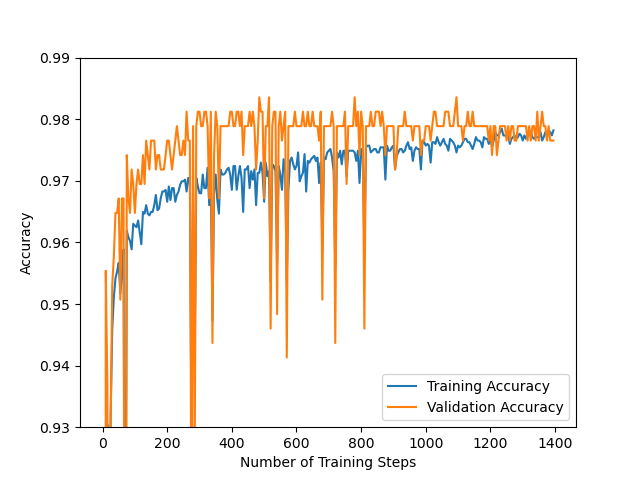 0.99
0.98
0.97
0.96
0.95
0.94
0.93
Accuracy
Training Accuracy
Validation Accuracy
0 200 400 600 800 1000 1200 1400
Number of Training Steps